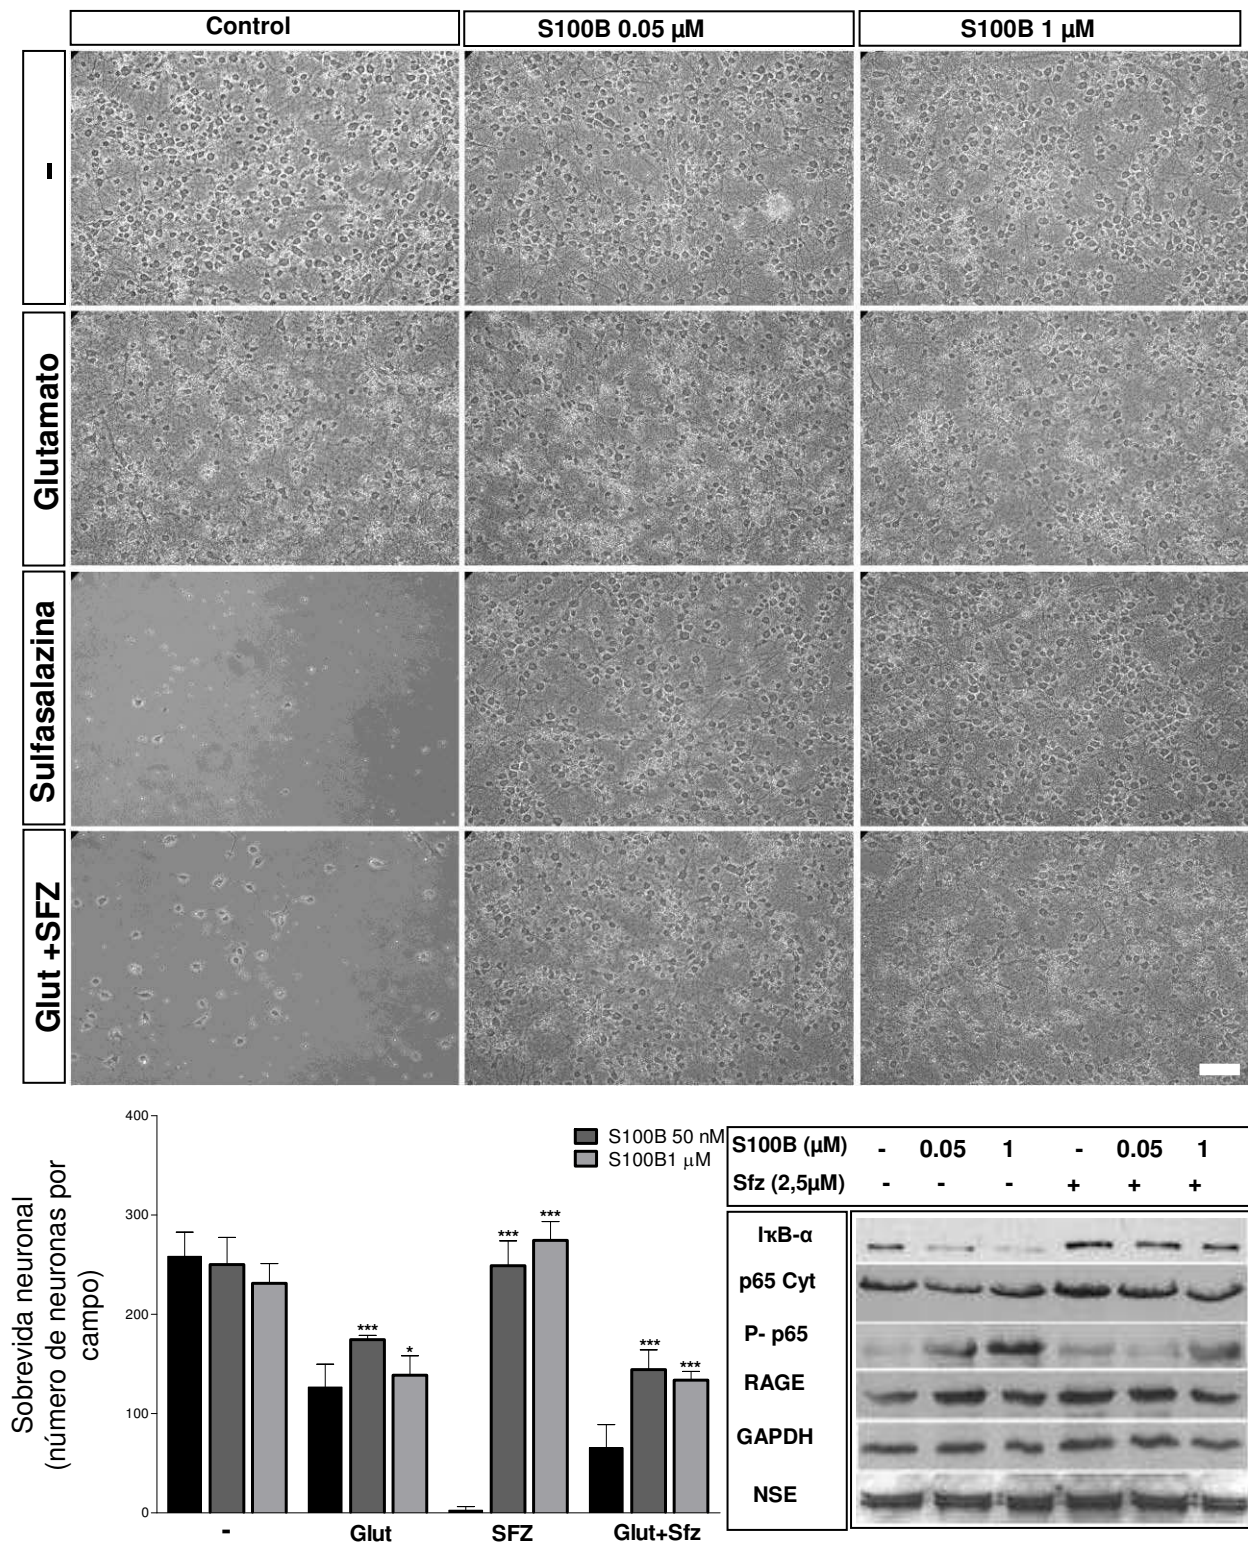 Control
S100B 0.05 µM
S100B 1 µM
-
Glutamato
Sulfasalazina
Glut +SFZ
Sobrevida neuronal
(número de neuronas por
campo)
400
300
200
100
0
S100B 50 nM
S100B1 µM
***
*
***
***
***
***
-
Glut
SFZ
Glut+Sfz
S100B (µM) - 0.05 1 - 0.05 1
Sfz (2,5µM) - - - + + +
IκB-α
p65 Cyt
P- p65
RAGE
GAPDH
NSE